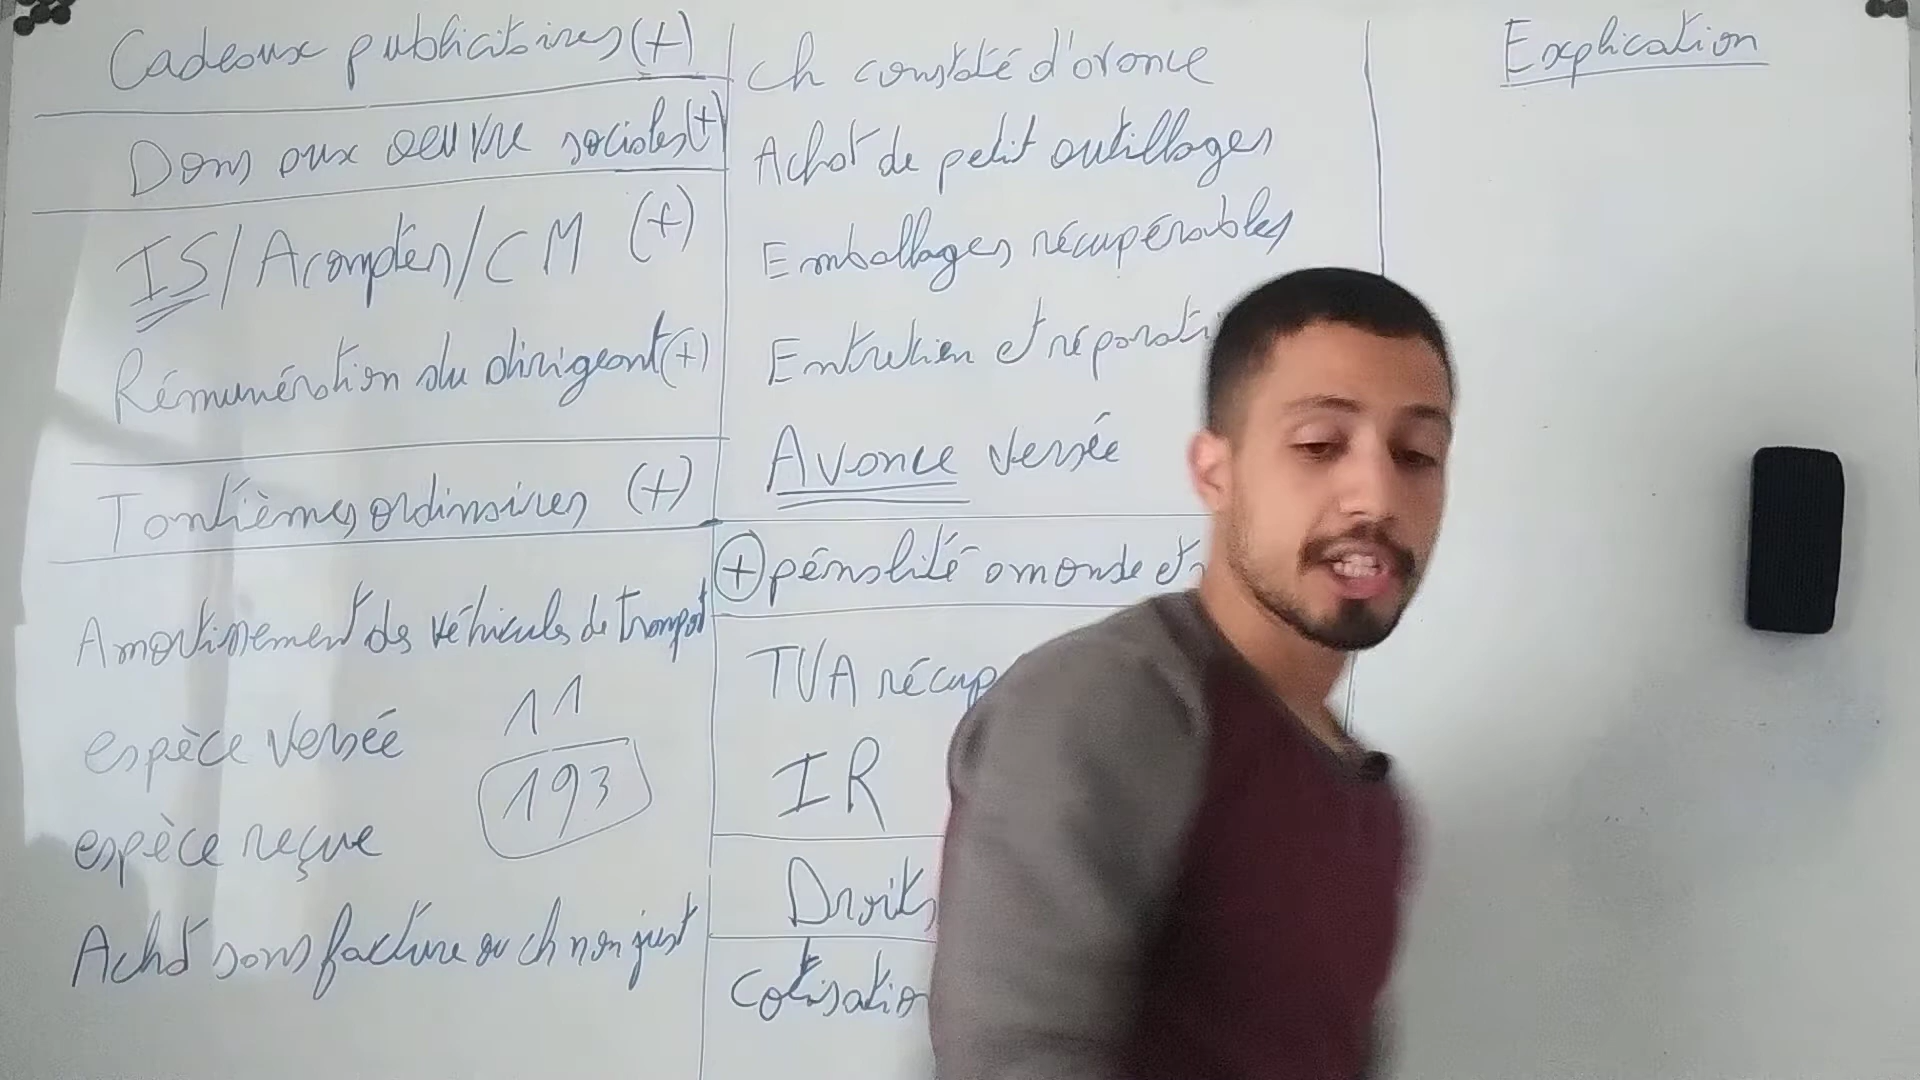 Cadeaux publicitaires (+)
Dons aux oeuvre sociales (+)
IS / Acomptes / CM (+)
Rémunération du dirigeant (+)
Tantièmes ordinaires (+)
Amortissement des véhicules de transport
espèce versée
11
193
espèce reçue
Achat sans facture ou ch non just
ch constaté d'avance
Achat de petit outillages
Emballages récupérables
Entretien et réparati
Avance versée
+ pénalité amande et
TVA récup
IR
Droits
cotisation
Explication